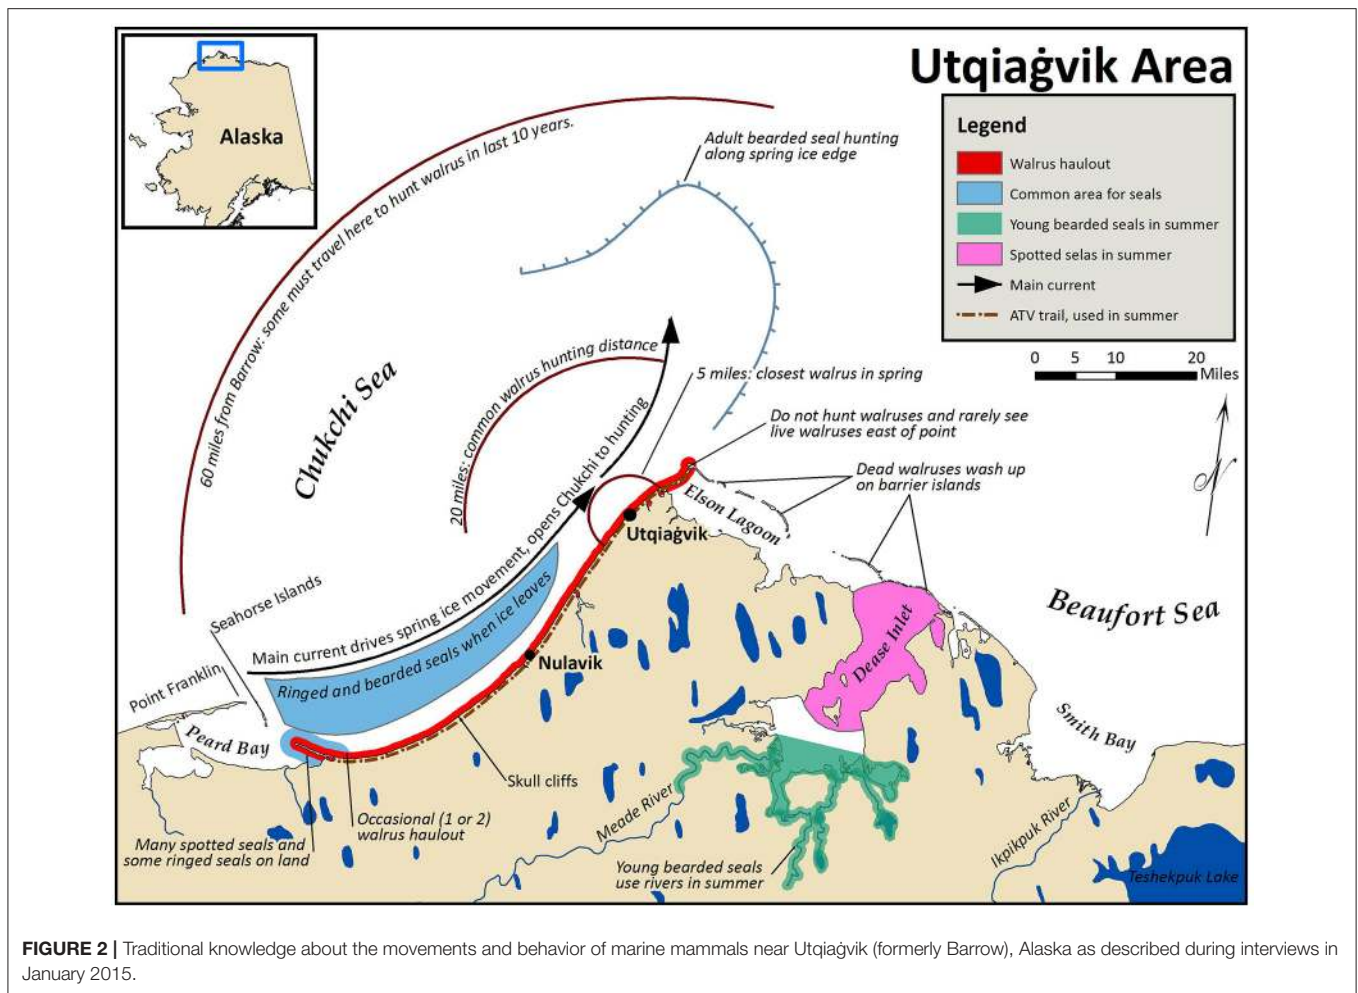 Utqiaġvik Area
Alaska
Legend
Walrus haulout
Common area for seals
Young bearded seals in summer
Spotted selas in summer
Main current
ATV trail, used in summer
0 5 10 20
Miles
N
60 miles from Barrow: some must travel here to hunt walrus in last 10 years.
Adult bearded seal hunting
along spring ice edge
Chukchi Sea
20 miles: common walrus hunting distance
5 miles: closest walrus in spring
Do not hunt walruses and rarely see
live walruses east of point
Dead walruses wash up
on barrier islands
Elson Lagoon
Utqiaġvik
Main current drives spring ice movement, opens Chukchi to hunting
Ringed and bearded seals when ice leaves
Seahorse Islands
Point Franklin
Peard Bay
Nulavik
Dease Inlet
Beaufort Sea
Smith Bay
Skull cliffs
Occasional (1 or 2)
walrus haulout
Many spotted seals and
some ringed seals on land
Meade River
Young bearded seals
use rivers in summer
Ikpikpuk River
Teshekpuk Lake
FIGURE 2 | Traditional knowledge about the movements and behavior of marine mammals near Utqiaġvik (formerly Barrow), Alaska as described during interviews in
January 2015.